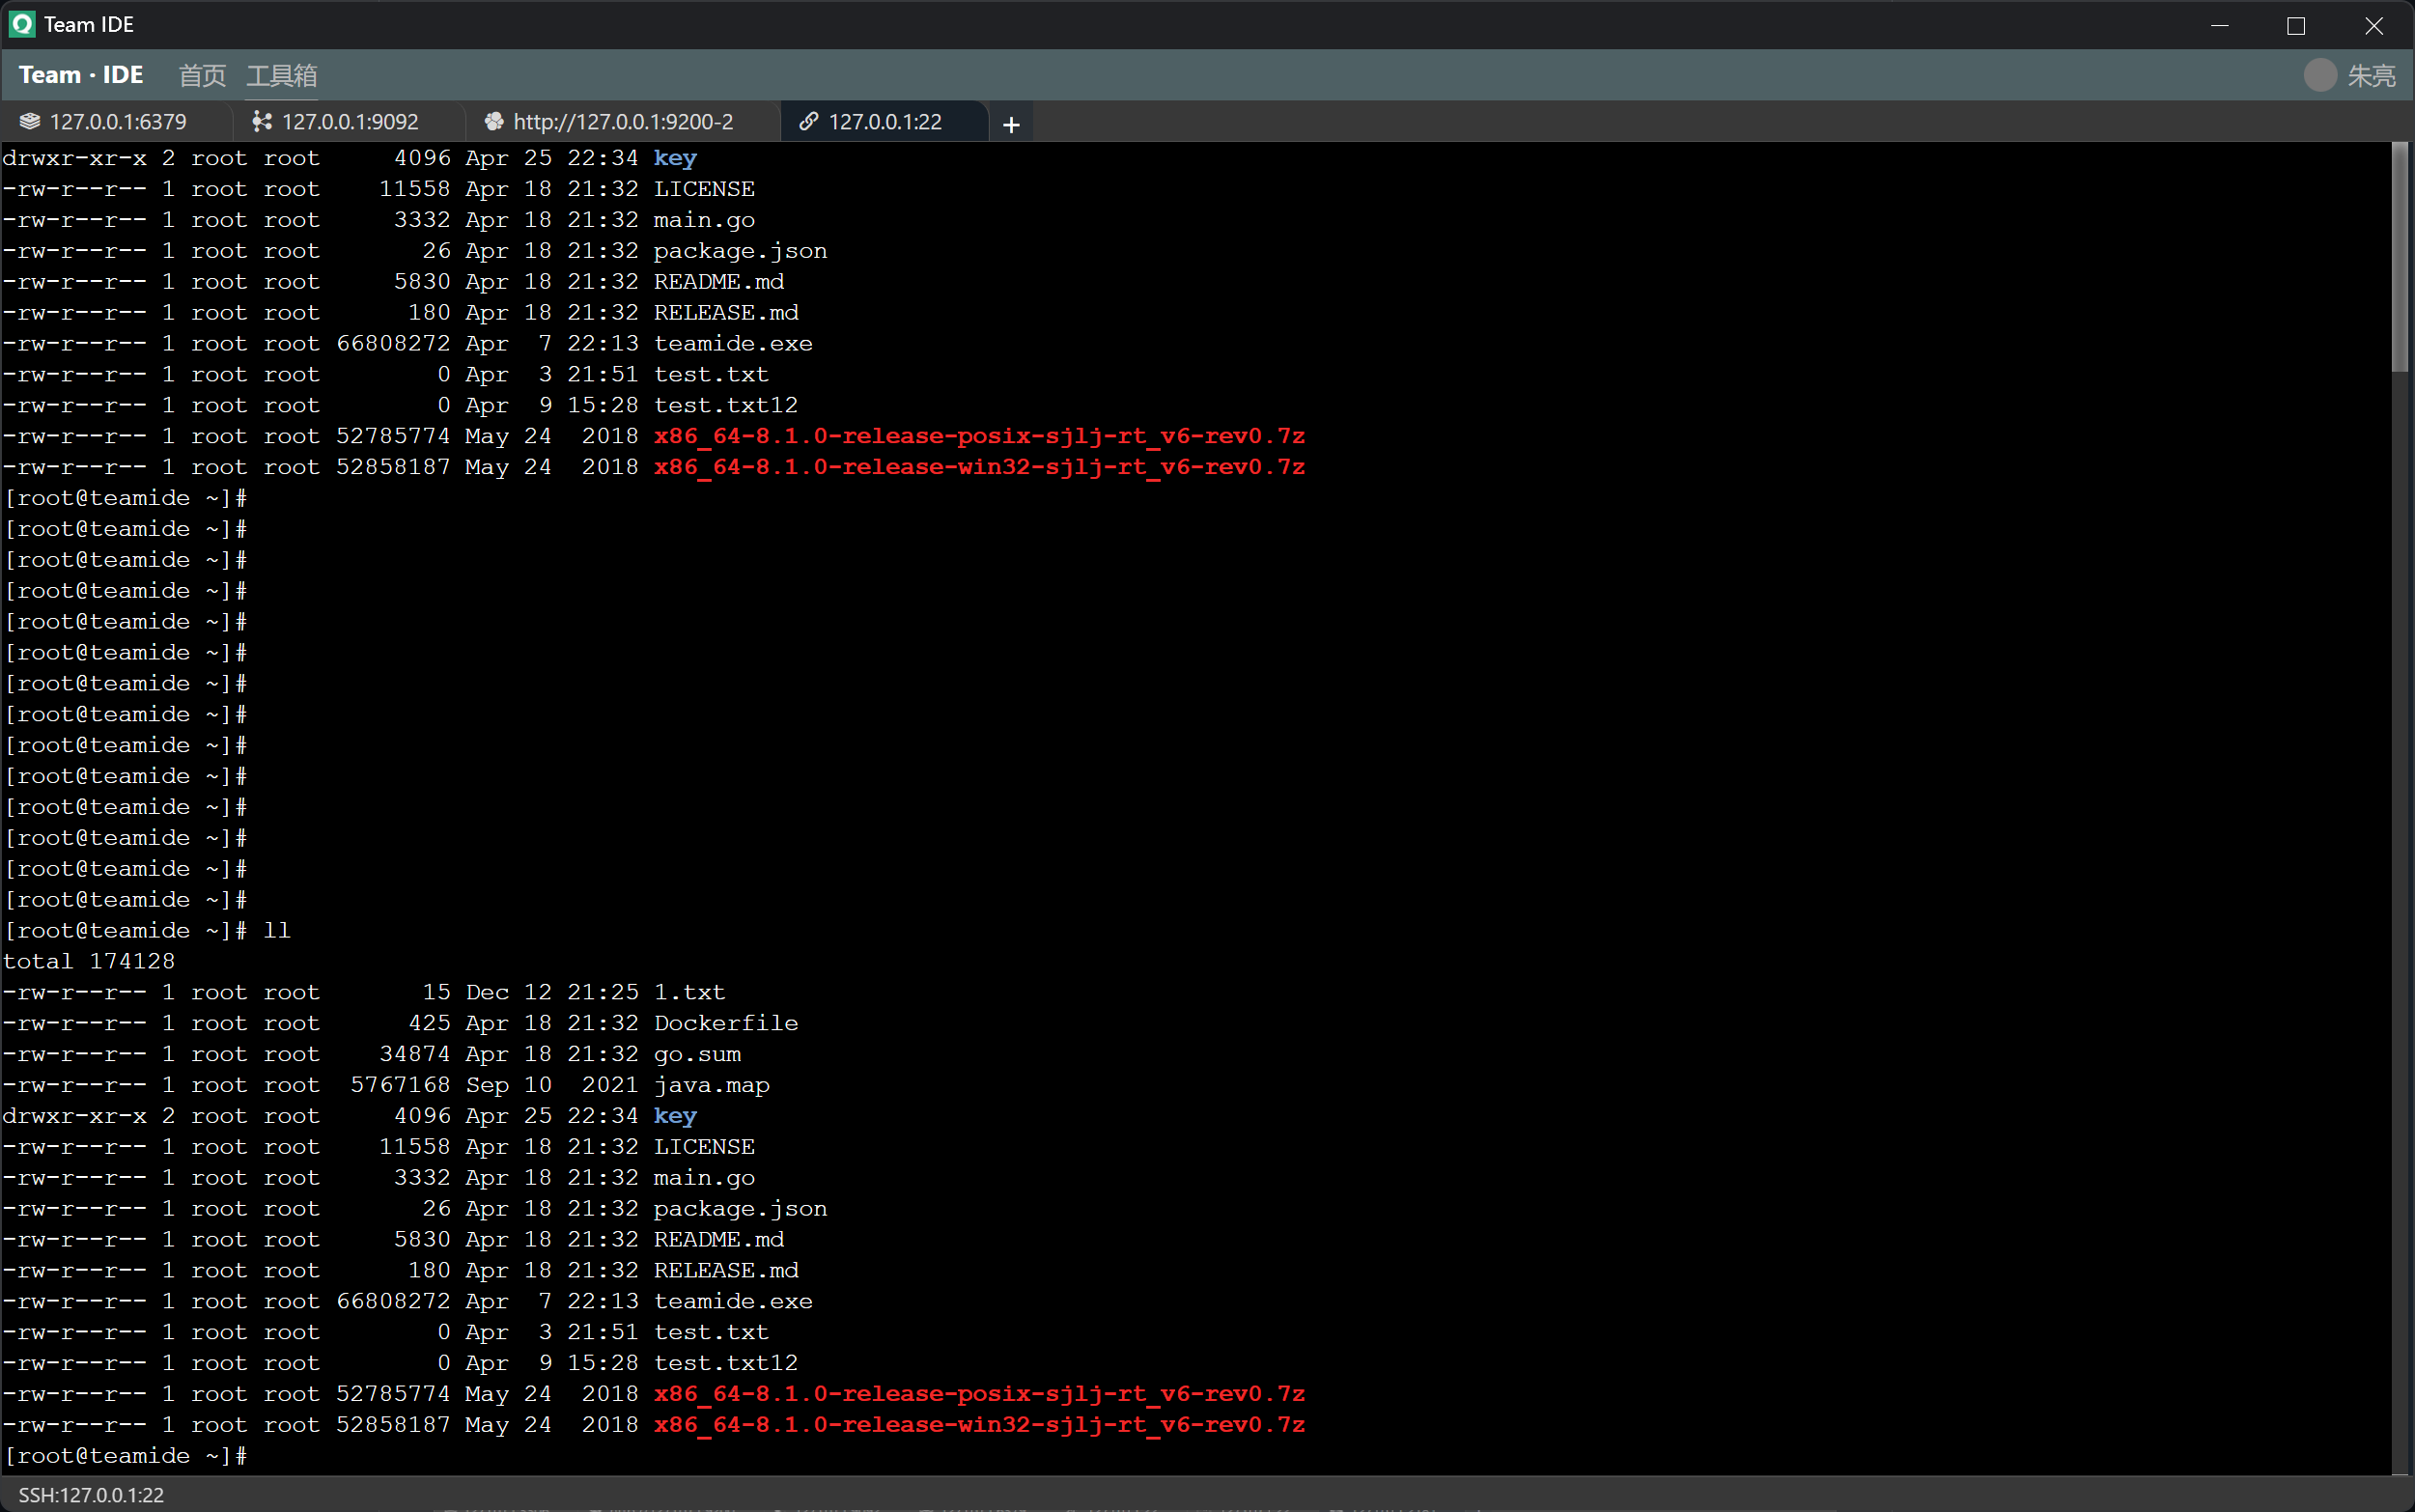 Team IDE
Team · IDE 首页 工具箱 朱亮
127.0.0.1:6379 127.0.0.1:9092 http://127.0.0.1:9200-2 127.0.0.1:22 +
drwxr-xr-x 2 root root     4096 Apr 25 22:34 key
-rw-r--r-- 1 root root    11558 Apr 18 21:32 LICENSE
-rw-r--r-- 1 root root     3332 Apr 18 21:32 main.go
-rw-r--r-- 1 root root       26 Apr 18 21:32 package.json
-rw-r--r-- 1 root root     5830 Apr 18 21:32 README.md
-rw-r--r-- 1 root root      180 Apr 18 21:32 RELEASE.md
-rw-r--r-- 1 root root 66808272 Apr  7 22:13 teamide.exe
-rw-r--r-- 1 root root        0 Apr  3 21:51 test.txt
-rw-r--r-- 1 root root        0 Apr  9 15:28 test.txt12
-rw-r--r-- 1 root root 52785774 May 24  2018 x86_64-8.1.0-release-posix-sjlj-rt_v6-rev0.7z
-rw-r--r-- 1 root root 52858187 May 24  2018 x86_64-8.1.0-release-win32-sjlj-rt_v6-rev0.7z
[root@teamide ~]#
[root@teamide ~]#
[root@teamide ~]#
[root@teamide ~]#
[root@teamide ~]#
[root@teamide ~]#
[root@teamide ~]#
[root@teamide ~]#
[root@teamide ~]#
[root@teamide ~]#
[root@teamide ~]#
[root@teamide ~]#
[root@teamide ~]#
[root@teamide ~]#
[root@teamide ~]# ll
total 174128
-rw-r--r-- 1 root root       15 Dec 12 21:25 1.txt
-rw-r--r-- 1 root root      425 Apr 18 21:32 Dockerfile
-rw-r--r-- 1 root root    34874 Apr 18 21:32 go.sum
-rw-r--r-- 1 root root  5767168 Sep 10  2021 java.map
drwxr-xr-x 2 root root     4096 Apr 25 22:34 key
-rw-r--r-- 1 root root    11558 Apr 18 21:32 LICENSE
-rw-r--r-- 1 root root     3332 Apr 18 21:32 main.go
-rw-r--r-- 1 root root       26 Apr 18 21:32 package.json
-rw-r--r-- 1 root root     5830 Apr 18 21:32 README.md
-rw-r--r-- 1 root root      180 Apr 18 21:32 RELEASE.md
-rw-r--r-- 1 root root 66808272 Apr  7 22:13 teamide.exe
-rw-r--r-- 1 root root        0 Apr  3 21:51 test.txt
-rw-r--r-- 1 root root        0 Apr  9 15:28 test.txt12
-rw-r--r-- 1 root root 52785774 May 24  2018 x86_64-8.1.0-release-posix-sjlj-rt_v6-rev0.7z
-rw-r--r-- 1 root root 52858187 May 24  2018 x86_64-8.1.0-release-win32-sjlj-rt_v6-rev0.7z
[root@teamide ~]#
SSH:127.0.0.1:22